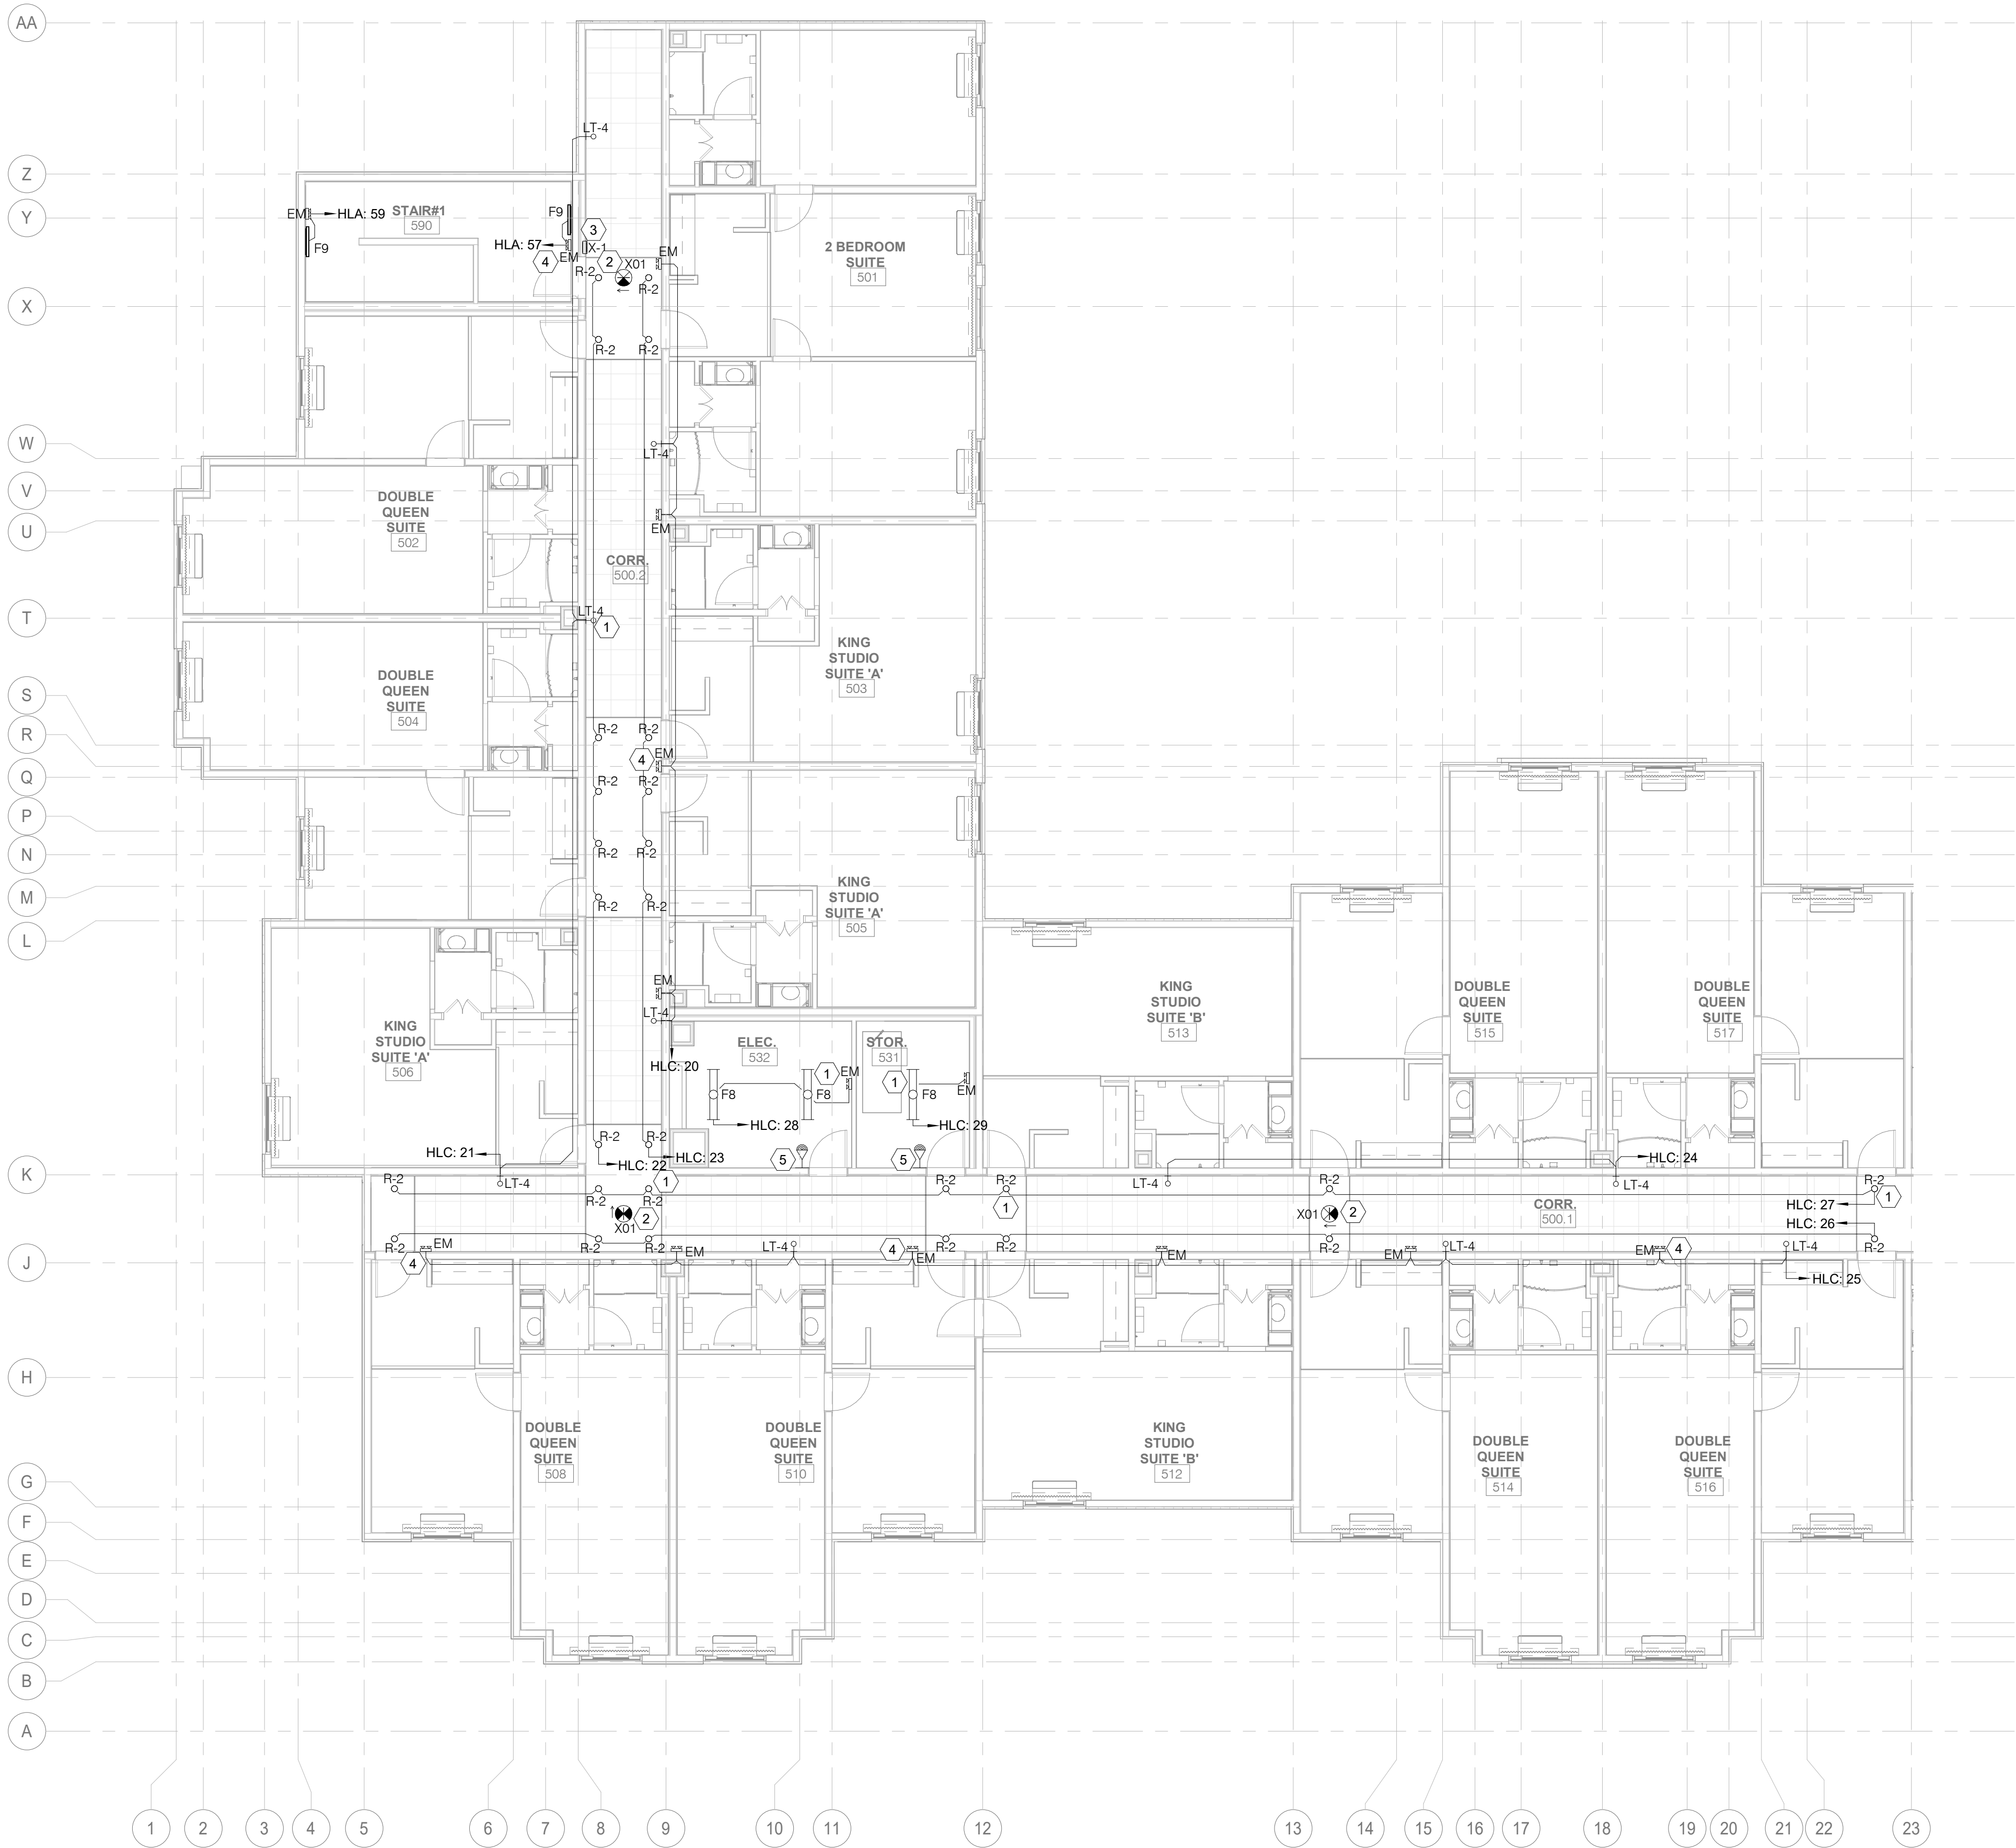 AA
LT-4
Z
Y
EM
HLA: 59
STAIR#1
590
F9
F9
3
HLA: 57
EM
X-1
4
2
X01
EM
R-2
R-2
2 BEDROOM
SUITE
501
X
R-2
R-2
W
LT-4
V
DOUBLE
QUEEN
SUITE
502
U
EM
CORR.
500.2
T
LT-4
1
KING
STUDIO
SUITE 'A'
503
DOUBLE
QUEEN
SUITE
504
S
R
R-2
R-2
4
EM
Q
R-2
R-2
P
N
R-2
R-2
M
R-2
R-2
KING
STUDIO
SUITE 'A'
505
L
EM
LT-4
KING
STUDIO
SUITE 'A'
506
HLC: 20
ELEC.
532
STOR.
531
F8
F8
1
EM
1
F8
EM
HLC: 28
HLC: 29
KING
STUDIO
SUITE 'B'
513
DOUBLE
QUEEN
SUITE
515
DOUBLE
QUEEN
SUITE
517
HLC: 21
R-2
R-2
HLC: 22
HLC: 23
5
5
HLC: 24
K
LT-4
LT-4
LT-4
R-2
R-2
R-2
1
R-2
R-2
1
R-2
R-2
1
X01
2
X01
2
CORR.
500.1
HLC: 27
HLC: 26
J
R-2
EM
4
R-2
R-2
EM
LT-4
4
EM
R-2
R-2
EM
R-2
EM
LT-4
EM
4
LT-4
R-2
HLC: 25
H
DOUBLE
QUEEN
SUITE
508
DOUBLE
QUEEN
SUITE
510
KING
STUDIO
SUITE 'B'
512
DOUBLE
QUEEN
SUITE
514
DOUBLE
QUEEN
SUITE
516
G
F
E
D
C
B
A
1
2
3
4
5
6
7
8
9
10
11
12
13
14
15
16
17
18
19
20
21
22
23